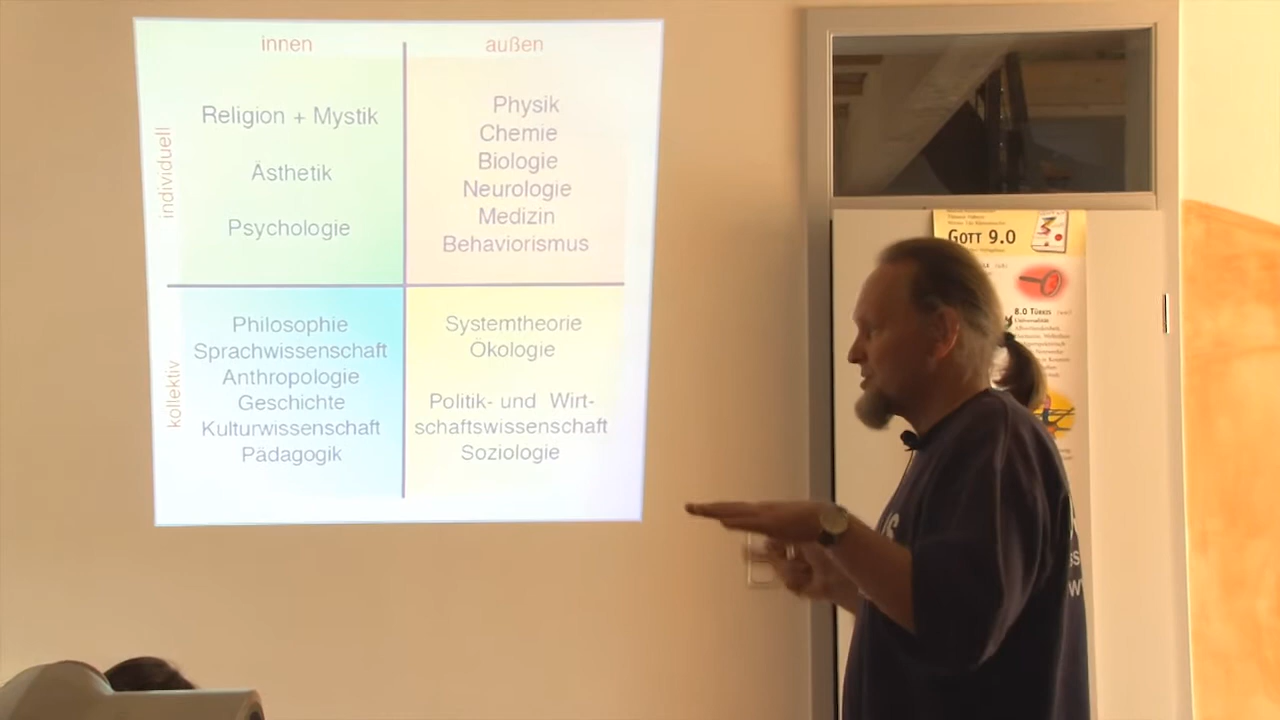 innen
außen
individuell
Religion + Mystik
Ästhetik
Psychologie
Physik
Chemie
Biologie
Neurologie
Medizin
Behaviorismus
kollektiv
Philosophie
Sprachwissenschaft
Anthropologie
Geschichte
Kulturwissenschaft
Pädagogik
Systemtheorie
Ökologie
Politik- und Wirt-
schaftswissenschaft
Soziologie
GOTT 9.0
8.0 TÜRKIS